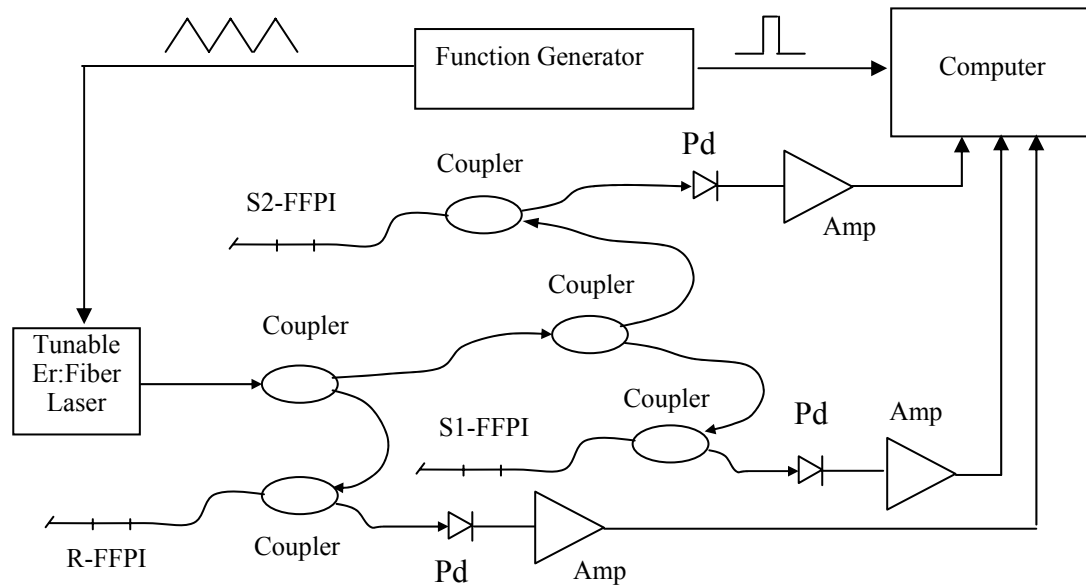 Function Generator
Computer
Pd
Coupler
S2-FFPI
Amp
Coupler
Coupler
Tunable
Er:Fiber
Laser
Coupler
Pd
Amp
S1-FFPI
R-FFPI
Coupler
Pd
Amp